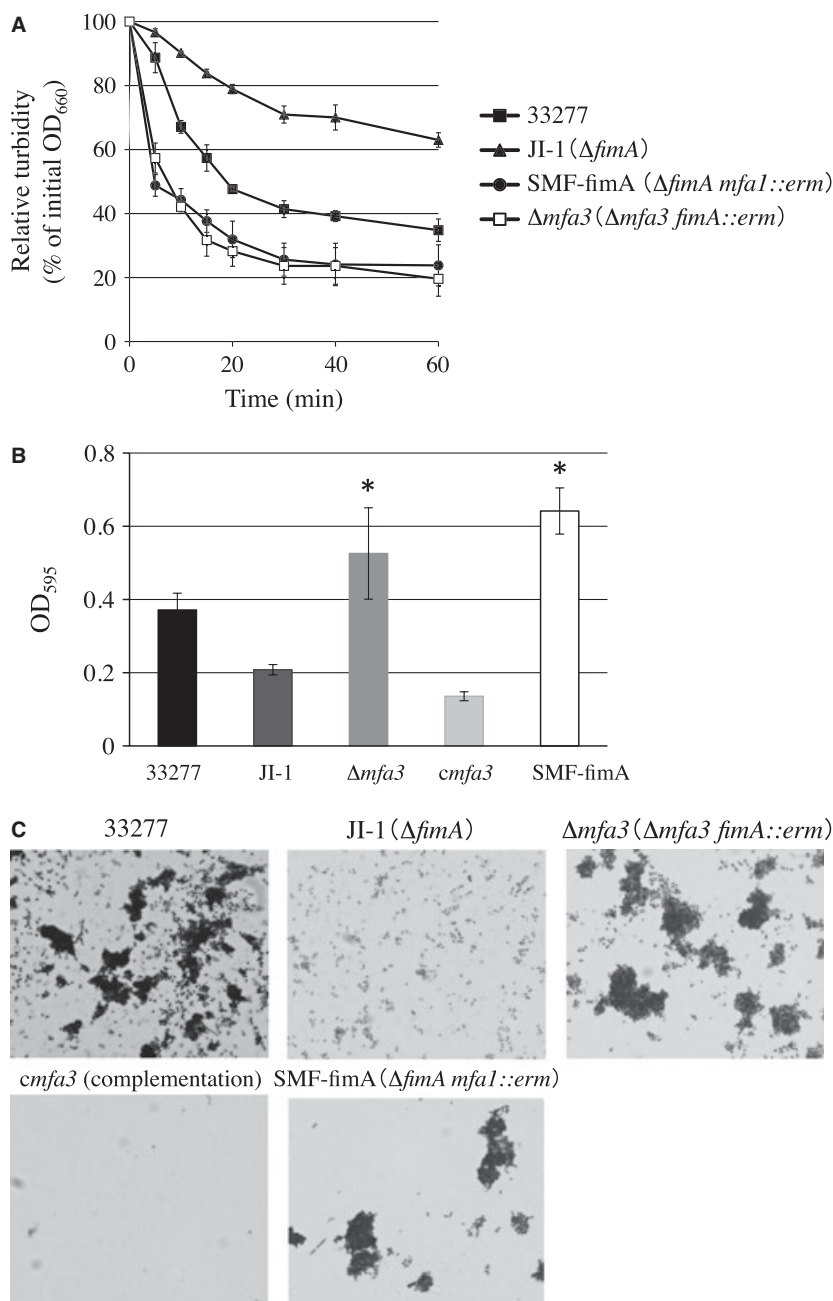 A
100
80
60
40
20
0
Relative turbidity
(% of initial OD660)
0 20 40 60
Time (min)
33277
JI-1 (ΔfimA)
SMF-fimA (ΔfimA mfa1::erm)
Δmfa3 (Δmfa3 fimA::erm)
B
0.8
0.6
0.4
0.2
0
OD595
* *
33277 JI-1 Δmfa3 cmfa3 SMF-fimA
C
33277 JI-1 (ΔfimA) Δmfa3 (Δmfa3 fimA::erm)
cmfa3 (complementation) SMF-fimA (ΔfimA mfa1::erm)